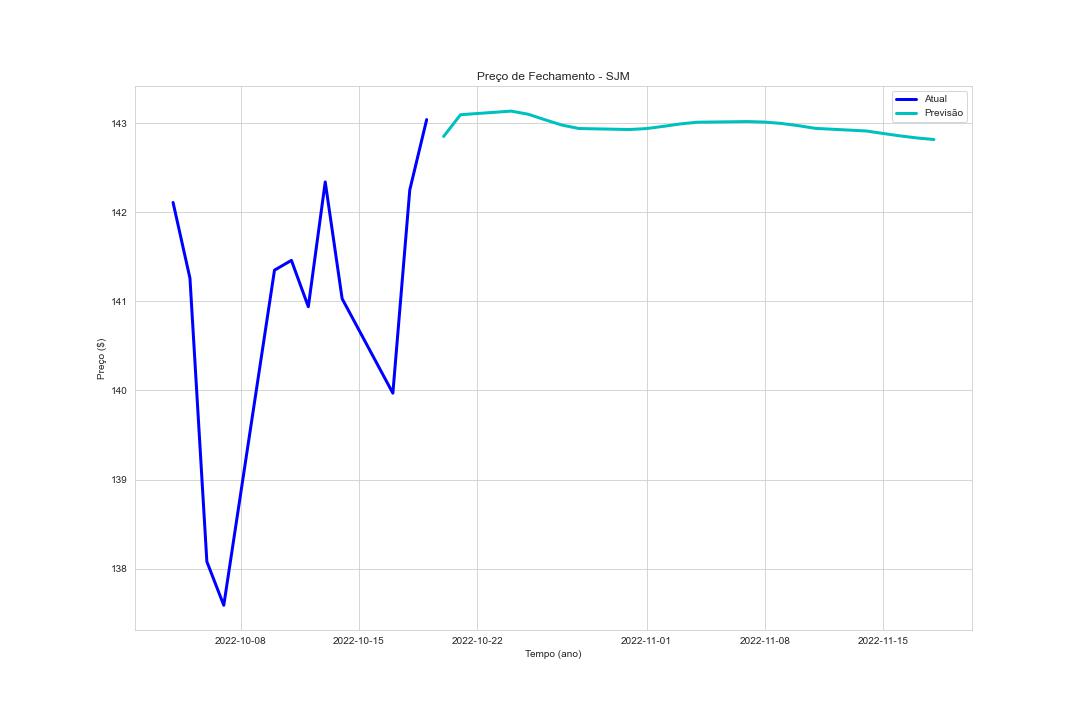 Preço de Fechamento - SJM
Atual
Previsão
143
142
141
140
139
138
Preço ($)
2022-10-08 2022-10-15 2022-10-22 2022-11-01 2022-11-08 2022-11-15
Tempo (ano)